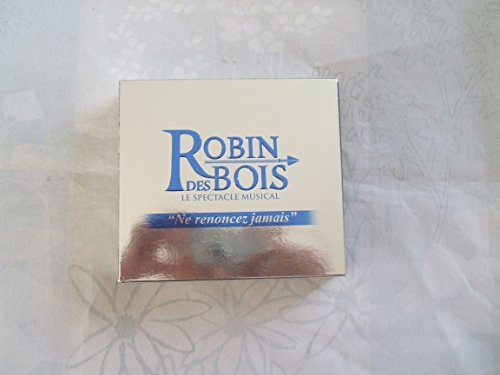 ROBIN
DES BOIS
LE SPECTACLE MUSICAL
"Ne renoncez jamais"